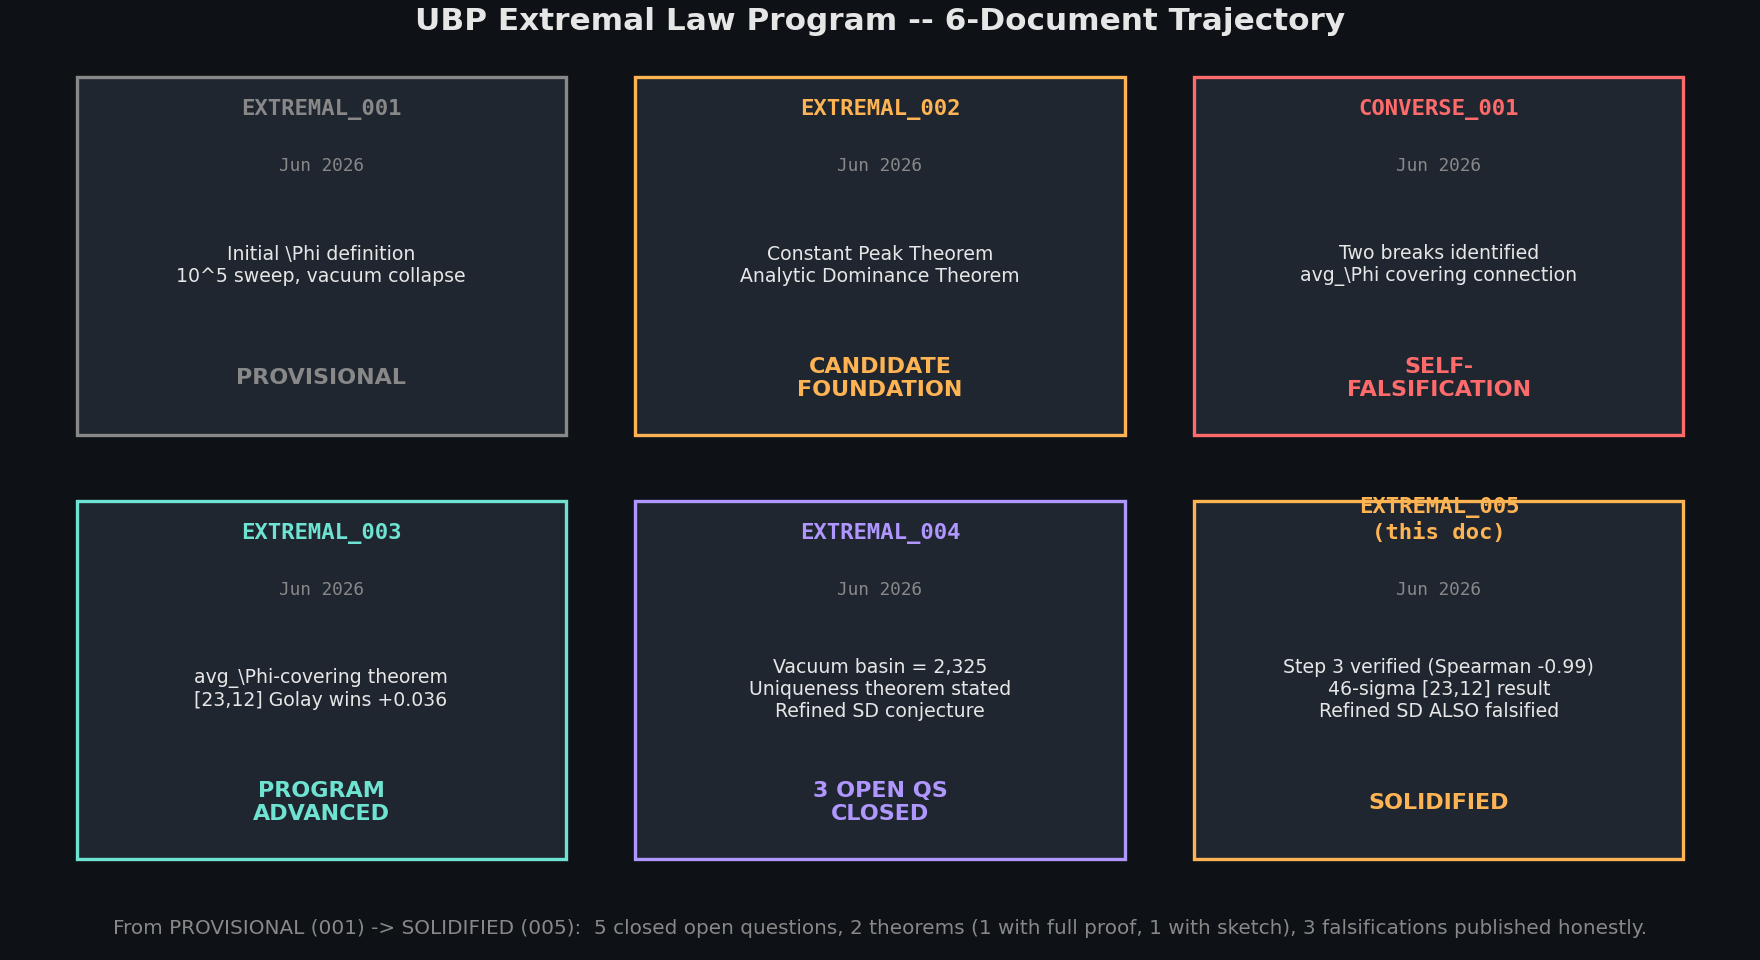 UBP Extremal Law Program -- 6-Document Trajectory
EXTREMAL_001
Jun 2026
Initial \Phi definition
10^5 sweep, vacuum collapse
PROVISIONAL
EXTREMAL_002
Jun 2026
Constant Peak Theorem
Analytic Dominance Theorem
CANDIDATE
FOUNDATION
CONVERSE_001
Jun 2026
Two breaks identified
avg_\Phi covering connection
SELF-
FALSIFICATION
EXTREMAL_003
Jun 2026
avg_\Phi-covering theorem
[23,12] Golay wins +0.036
PROGRAM
ADVANCED
EXTREMAL_004
Jun 2026
Vacuum basin = 2,325
Uniqueness theorem stated
Refined SD conjecture
3 OPEN QS
CLOSED
EXTREMAL_005
(this doc)
Jun 2026
Step 3 verified (Spearman -0.99)
46-sigma [23,12] result
Refined SD ALSO falsified
SOLIDIFIED
From PROVISIONAL (001) -> SOLIDIFIED (005):  5 closed open questions, 2 theorems (1 with full proof, 1 with sketch), 3 falsifications published honestly.